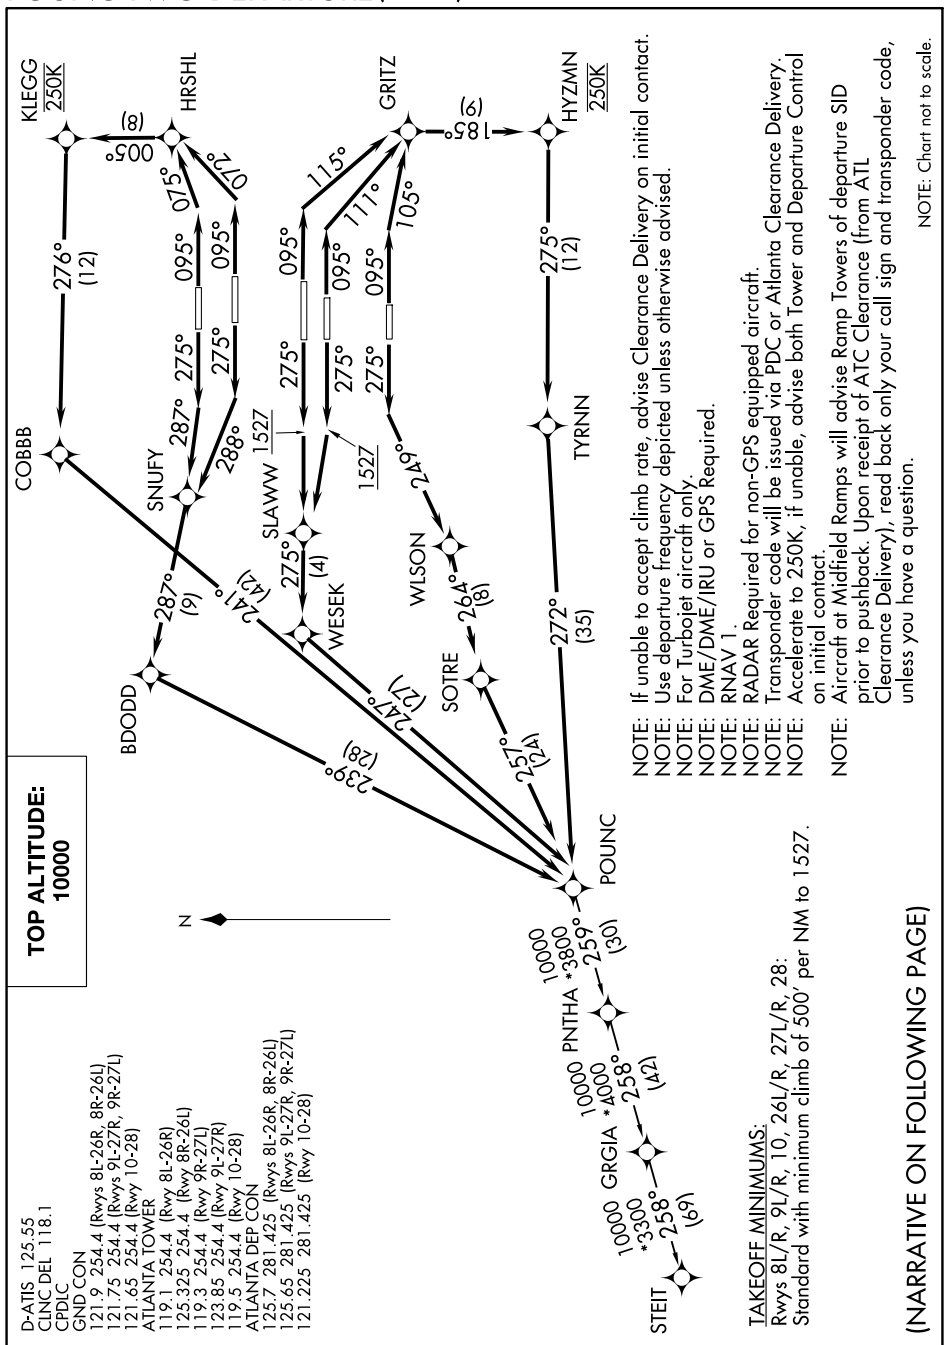 D-ATIS 125.55
CLNC DEL 118.1
CPDLC
GND CON
121.9 254.4 (Rwys 8L-26R, 8R-26L)
121.75 254.4 (Rwys 9L-27R, 9R-27L)
121.65 254.4 (Rwy 10-28)
ATLANTA TOWER
119.1 254.4 (Rwy 8L-26R)
125.325 254.4 (Rwy 8R-26L)
119.3 254.4 (Rwy 9R-27L)
123.85 254.4 (Rwy 9L-27R)
119.5 254.4 (Rwy 10-28)
ATLANTA DEP CON
125.7 281.425 (Rwys 8L-26R, 8R-26L)
125.65 281.425 (Rwys 9L-27R, 9R-27L)
121.225 281.425 (Rwy 10-28)
TOP ALTITUDE:
10000
N
COBBB
276°
(12)
KLEGG
250K
005°
(8)
HRSHL
075°
072°
095°
095°
275°
275°
287°
288°
SNUFY
287°
(9)
BDODD
239°
(28)
241°
(42)
115°
111°
105°
GRITZ
095°
095°
095°
275°
275°
275°
1527
1527
SLAWW
275°
(4)
WESEK
247°
(27)
249°
WLSON
264°
(8)
SOTRE
257°
(24)
185°
(9)
HYZMN
250K
275°
(12)
TYRNN
272°
(35)
POUNC
10000
*3800
259°
(30)
PNTHA
10000
*4000
258°
(42)
GRGIA
10000
*3300
258°
(69)
STEIT
TAKEOFF MINIMUMS:
Rwys 8L/R, 9L/R, 10, 26L/R, 27L/R, 28:
Standard with minimum climb of 500' per NM to 1527.
NOTE: If unable to accept climb rate, advise Clearance Delivery on initial contact.
NOTE: Use departure frequency depicted unless otherwise advised.
NOTE: For Turbojet aircraft only.
NOTE: DME/DME/IRU or GPS Required.
NOTE: RNAV 1.
NOTE: RADAR Required for non-GPS equipped aircraft.
NOTE: Transponder code will be issued via PDC or Atlanta Clearance Delivery.
NOTE: Accelerate to 250K, if unable, advise both Tower and Departure Control
on initial contact.
NOTE: Aircraft at Midfield Ramps will advise Ramp Towers of departure SID
prior to pushback. Upon receipt of ATC Clearance (from ATL
Clearance Delivery), read back only your call sign and transponder code,
unless you have a question.
NOTE: Chart not to scale.
(NARRATIVE ON FOLLOWING PAGE)